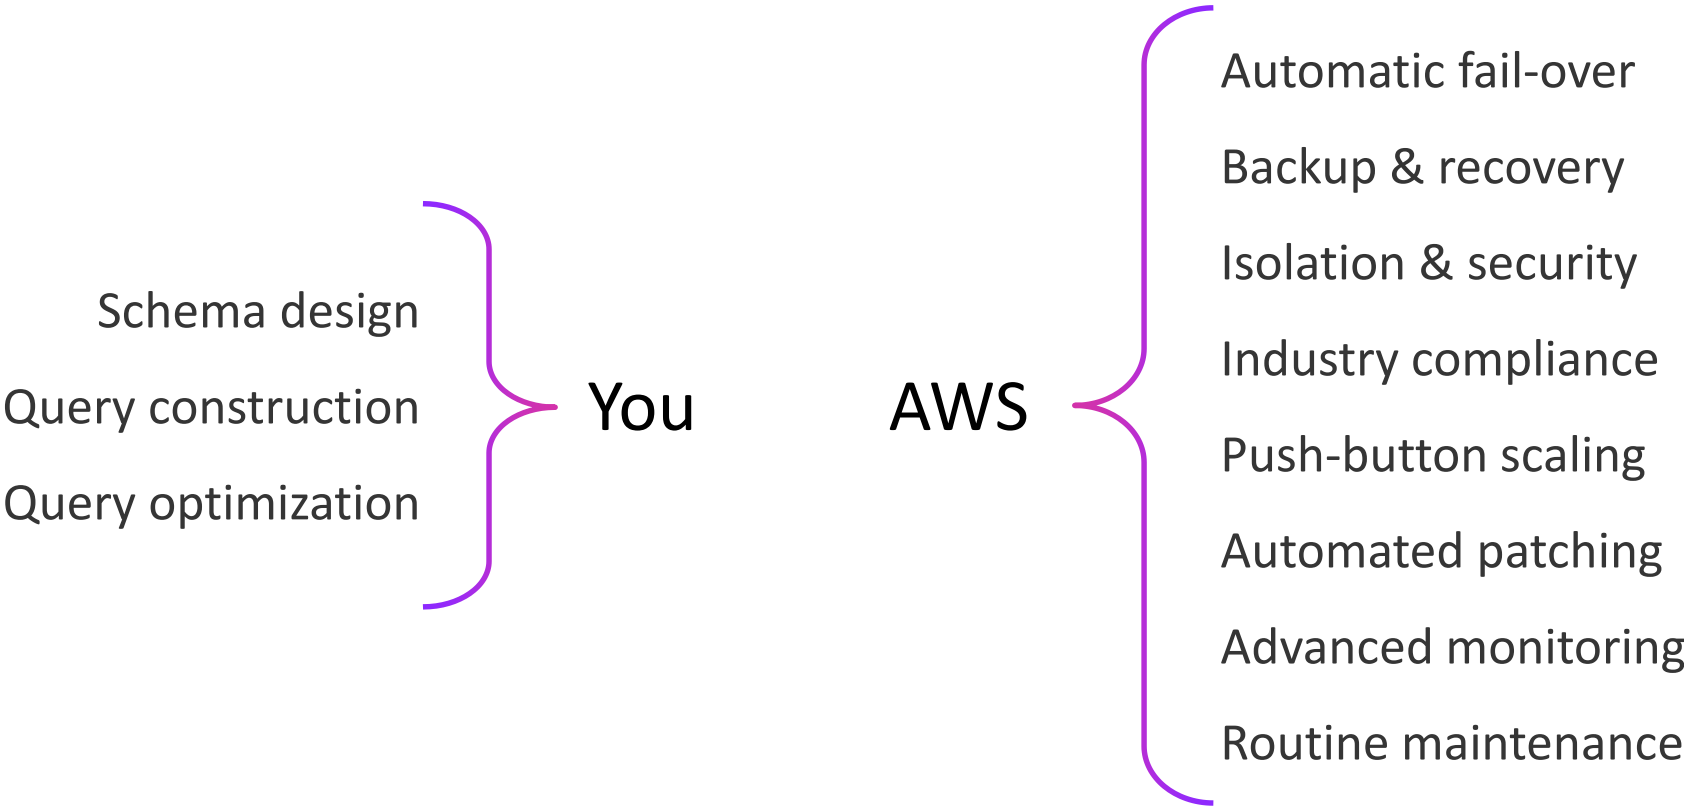 Schema design
Query construction
Query optimization
You
AWS
Automatic fail-over
Backup & recovery
Isolation & security
Industry compliance
Push-button scaling
Automated patching
Advanced monitoring
Routine maintenance